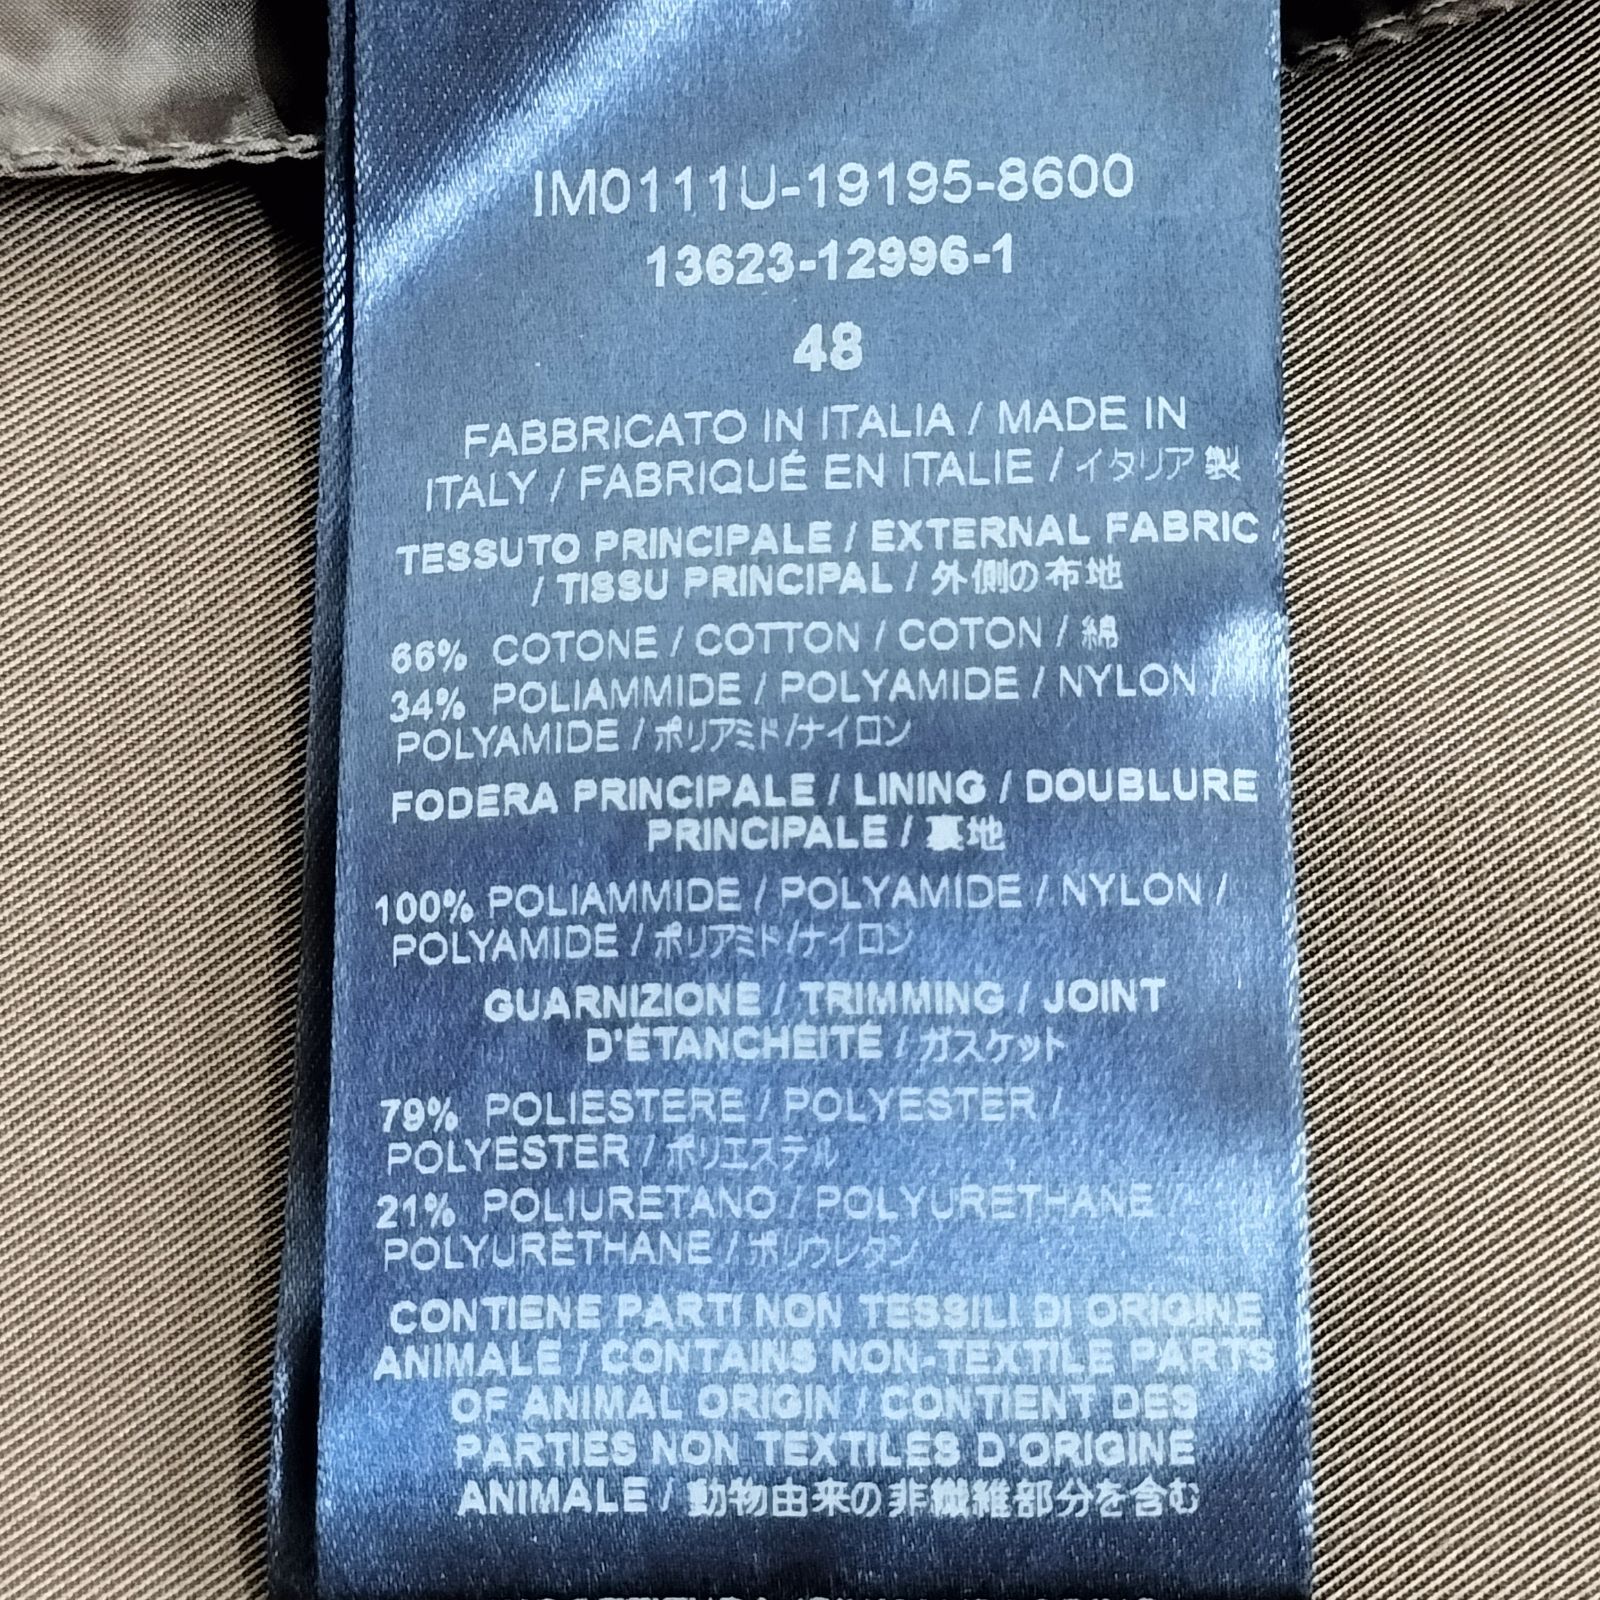 IM0111U-19195-8600
13623-12996-1
48
FABBRICATO IN ITALIA / MADE IN
ITALY / FABRIQUÉ EN ITALIE / イタリア製
TESSUTO PRINCIPALE / EXTERNAL FABRIC
/ TISSU PRINCIPAL / 外側の布地
66% COTONE / COTTON / COTON / 綿
34% POLIAMMIDE / POLYAMIDE / NYLON /
POLYAMIDE / ポリアミド/ナイロン
FODERA PRINCIPALE / LINING / DOUBLURE
PRINCIPALE / 裏地
100% POLIAMMIDE / POLYAMIDE / NYLON /
POLYAMIDE / ポリアミド/ナイロン
GUARNIZIONE / TRIMMING / JOINT
D'ÉTANCHÉITÉ / ガスケット
79% POLIESTERE / POLYESTER /
POLYESTER / ポリエステル
21% POLIURETANO / POLYURETHANE /
POLYURÉTHANE / ポリウレタン
CONTIENE PARTI NON TESSILI DI ORIGINE
ANIMALE / CONTAINS NON-TEXTILE PARTS
OF ANIMAL ORIGIN / CONTIENT DES
PARTIES NON TEXTILES D'ORIGINE
ANIMALE / 動物由来の非繊維部分を含む